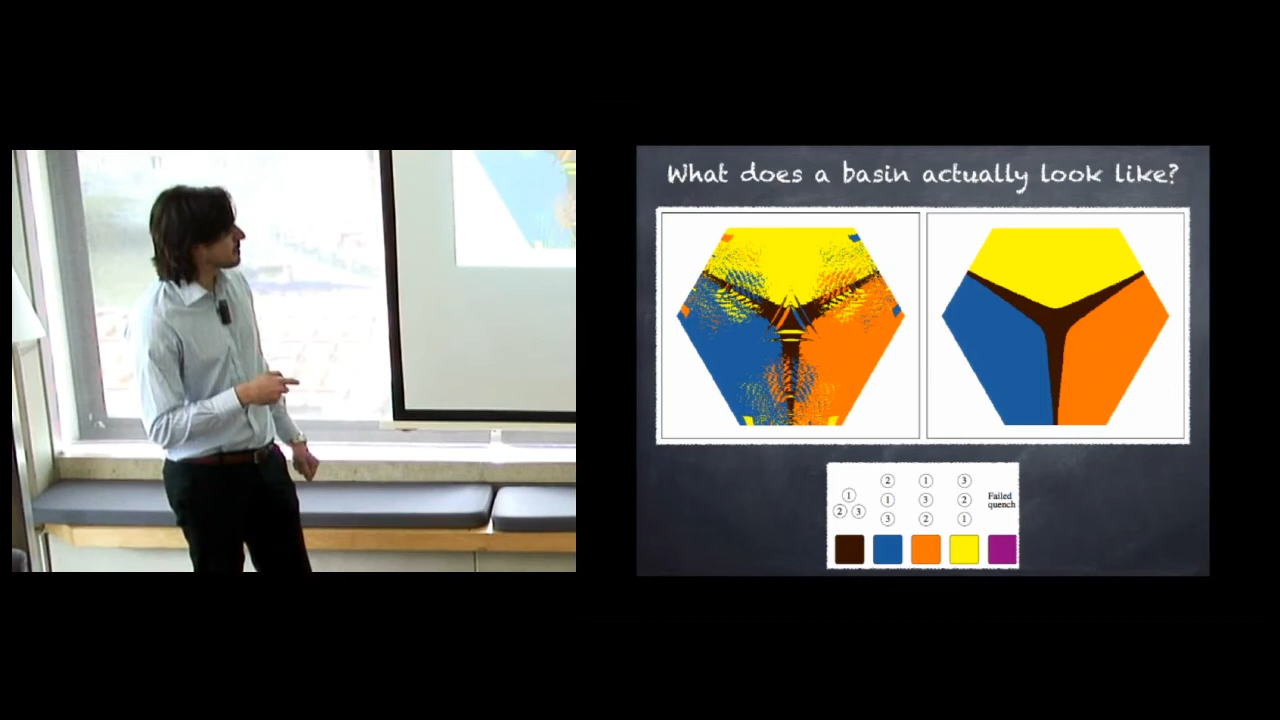 What does a basin actually look like?
2 1 3
1 1 3 2 Failed
2 3 3 2 1 quench